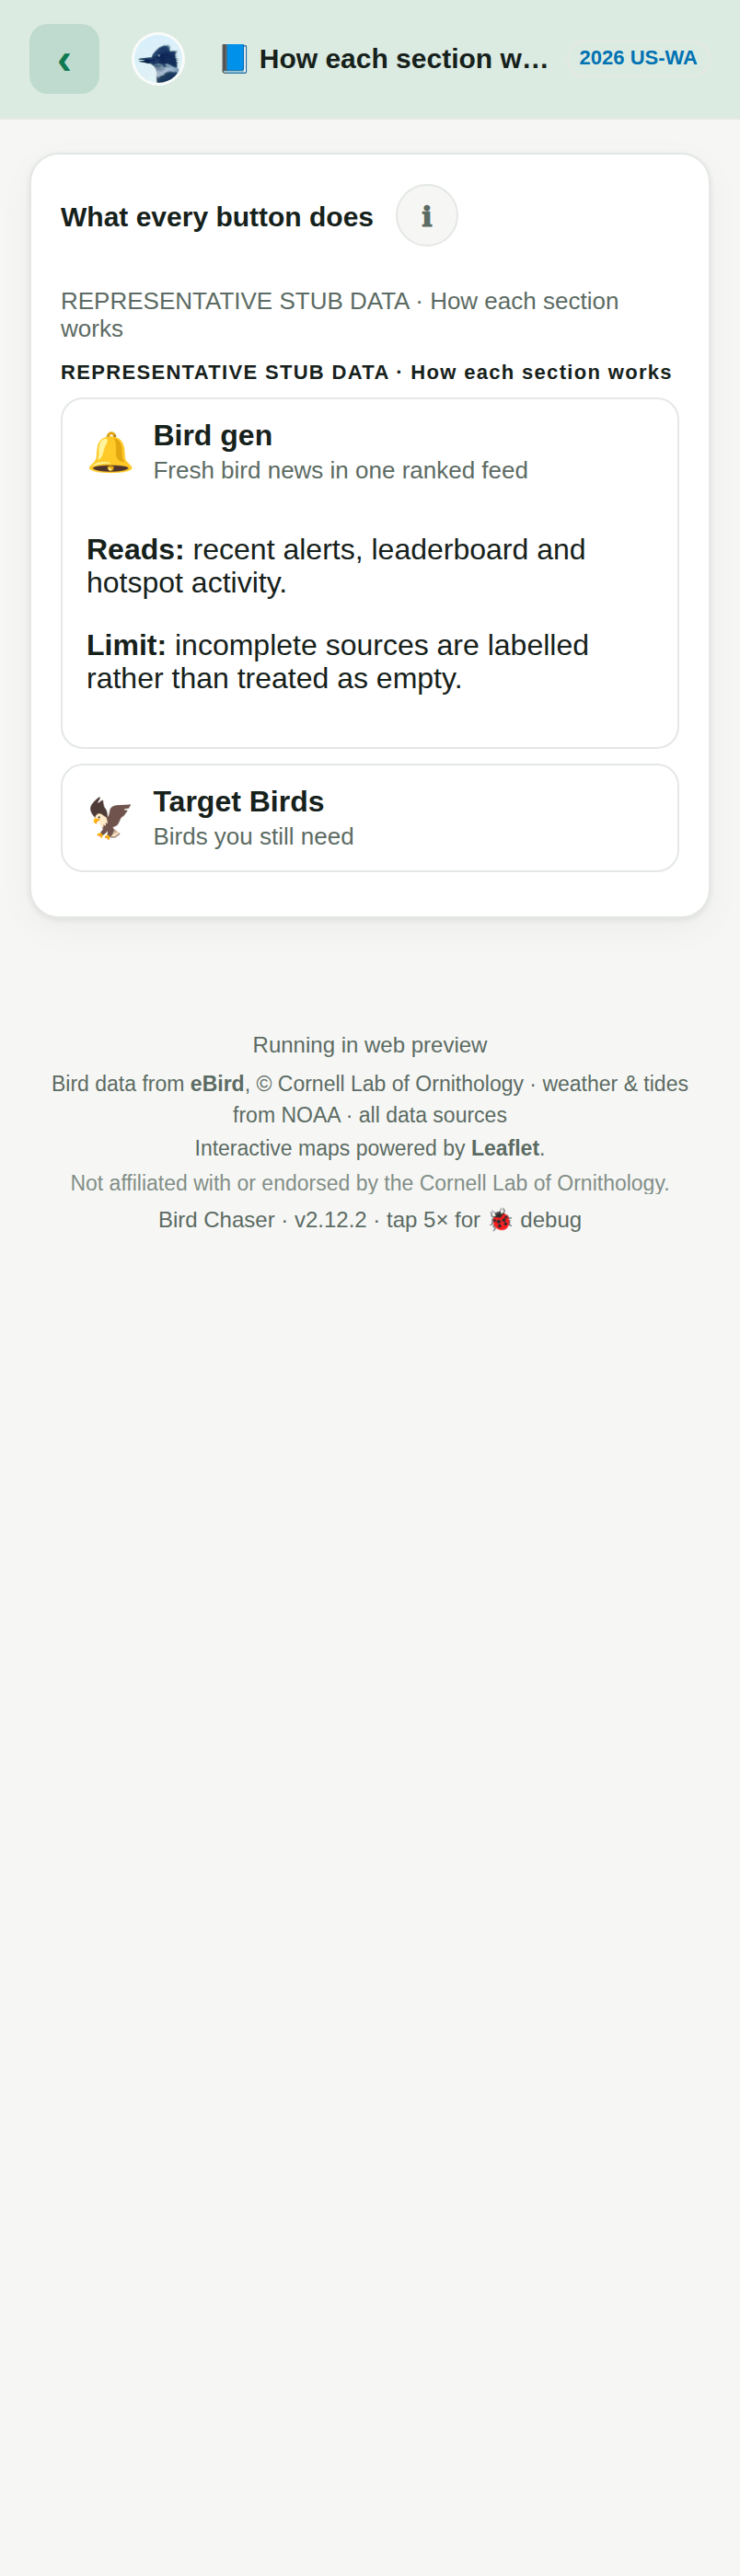 ‹ 📘 How each section w… 2026 US-WA
What every button does ℹ
REPRESENTATIVE STUB DATA · How each section
works
REPRESENTATIVE STUB DATA · How each section works
🔔 Bird gen
Fresh bird news in one ranked feed
Reads: recent alerts, leaderboard and
hotspot activity.
Limit: incomplete sources are labelled
rather than treated as empty.
🦅 Target Birds
Birds you still need
Running in web preview
Bird data from eBird, © Cornell Lab of Ornithology · weather & tides
from NOAA · all data sources
Interactive maps powered by Leaflet.
Not affiliated with or endorsed by the Cornell Lab of Ornithology.
Bird Chaser · v2.12.2 · tap 5× for 🐞 debug